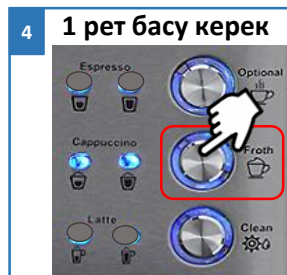 4 1 рет басу керек
Espresso
Optional
Cappuccino
Froth
Latte
Clean